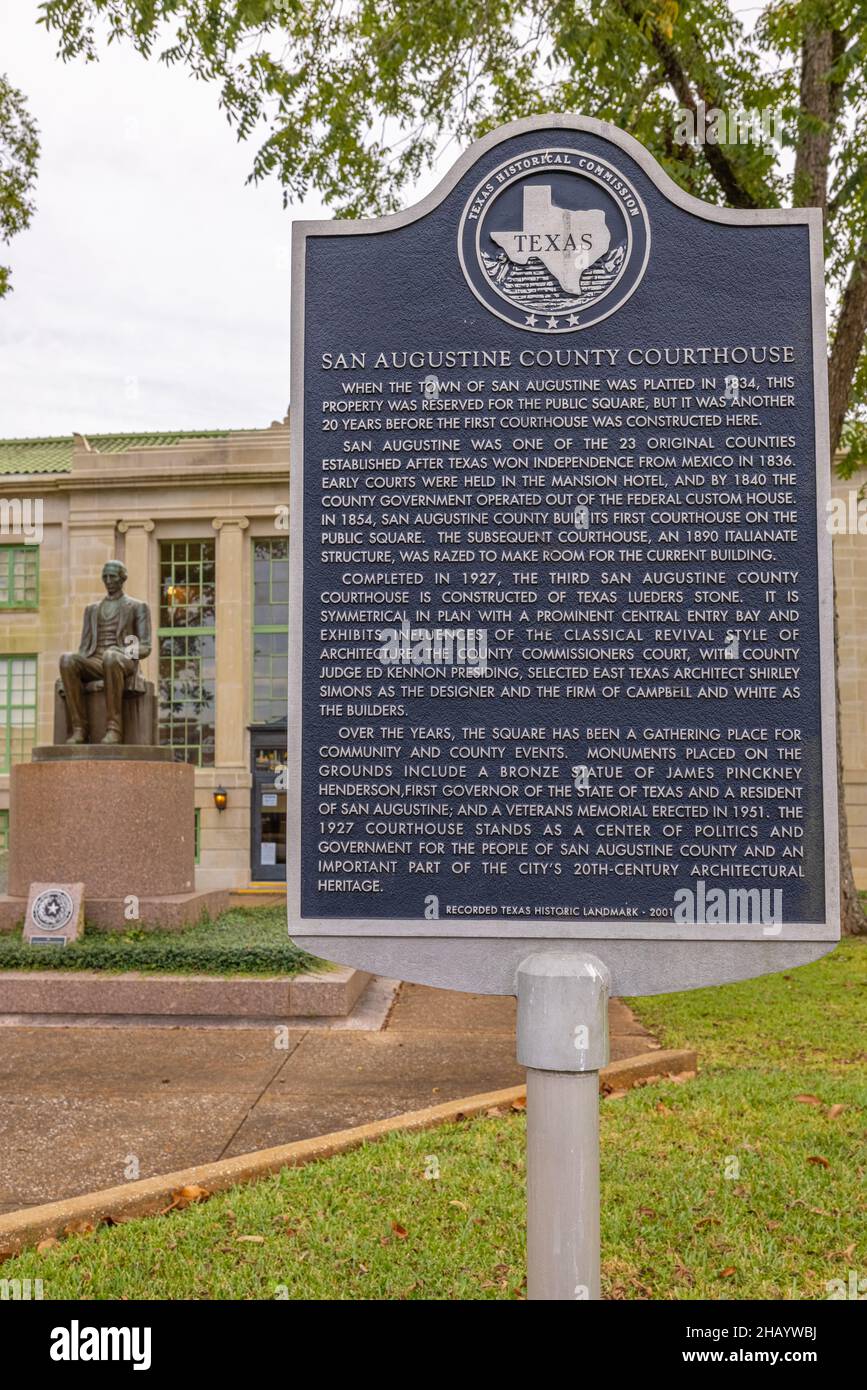 TEXAS HISTORICAL COMMISSION
TEXAS
SAN AUGUSTINE COUNTY COURTHOUSE
WHEN THE TOWN OF SAN AUGUSTINE WAS PLATTED IN 1834, THIS
PROPERTY WAS RESERVED FOR THE PUBLIC SQUARE, BUT IT WAS ANOTHER
20 YEARS BEFORE THE FIRST COURTHOUSE WAS CONSTRUCTED HERE.
SAN AUGUSTINE WAS ONE OF THE 23 ORIGINAL COUNTIES
ESTABLISHED AFTER TEXAS WON INDEPENDENCE FROM MEXICO IN 1836.
EARLY COURTS WERE HELD IN THE MANSION HOTEL, AND BY 1840 THE
COUNTY GOVERNMENT OPERATED OUT OF THE FEDERAL CUSTOM HOUSE.
IN 1854, SAN AUGUSTINE COUNTY BUILT ITS FIRST COURTHOUSE ON THE
PUBLIC SQUARE. THE SUBSEQUENT COURTHOUSE, AN 1890 ITALIANATE
STRUCTURE, WAS RAZED TO MAKE ROOM FOR THE CURRENT BUILDING.
COMPLETED IN 1927, THE THIRD SAN AUGUSTINE COUNTY
COURTHOUSE IS CONSTRUCTED OF TEXAS LUEDERS STONE. IT IS
SYMMETRICAL IN PLAN WITH A PROMINENT CENTRAL ENTRY BAY AND
EXHIBITS INFLUENCES OF THE CLASSICAL REVIVAL STYLE OF
ARCHITECTURE. THE COUNTY COMMISSIONERS COURT, WITH COUNTY
JUDGE ED KENNON PRESIDING, SELECTED EAST TEXAS ARCHITECT SHIRLEY
SIMONS AS THE DESIGNER AND THE FIRM OF CAMPBELL AND WHITE AS
THE BUILDERS.
OVER THE YEARS, THE SQUARE HAS BEEN A GATHERING PLACE FOR
COMMUNITY AND COUNTY EVENTS. MONUMENTS PLACED ON THE
GROUNDS INCLUDE A BRONZE STATUE OF JAMES PINCKNEY
HENDERSON,FIRST GOVERNOR OF THE STATE OF TEXAS AND A RESIDENT
OF SAN AUGUSTINE; AND A VETERANS MEMORIAL ERECTED IN 1951. THE
1927 COURTHOUSE STANDS AS A CENTER OF POLITICS AND
GOVERNMENT FOR THE PEOPLE OF SAN AUGUSTINE COUNTY AND AN
IMPORTANT PART OF THE CITY'S 20TH-CENTURY ARCHITECTURAL
HERITAGE.
RECORDED TEXAS HISTORIC LANDMARK - 2001
alamy
Image ID: 2HAYWBJ
www.alamy.com